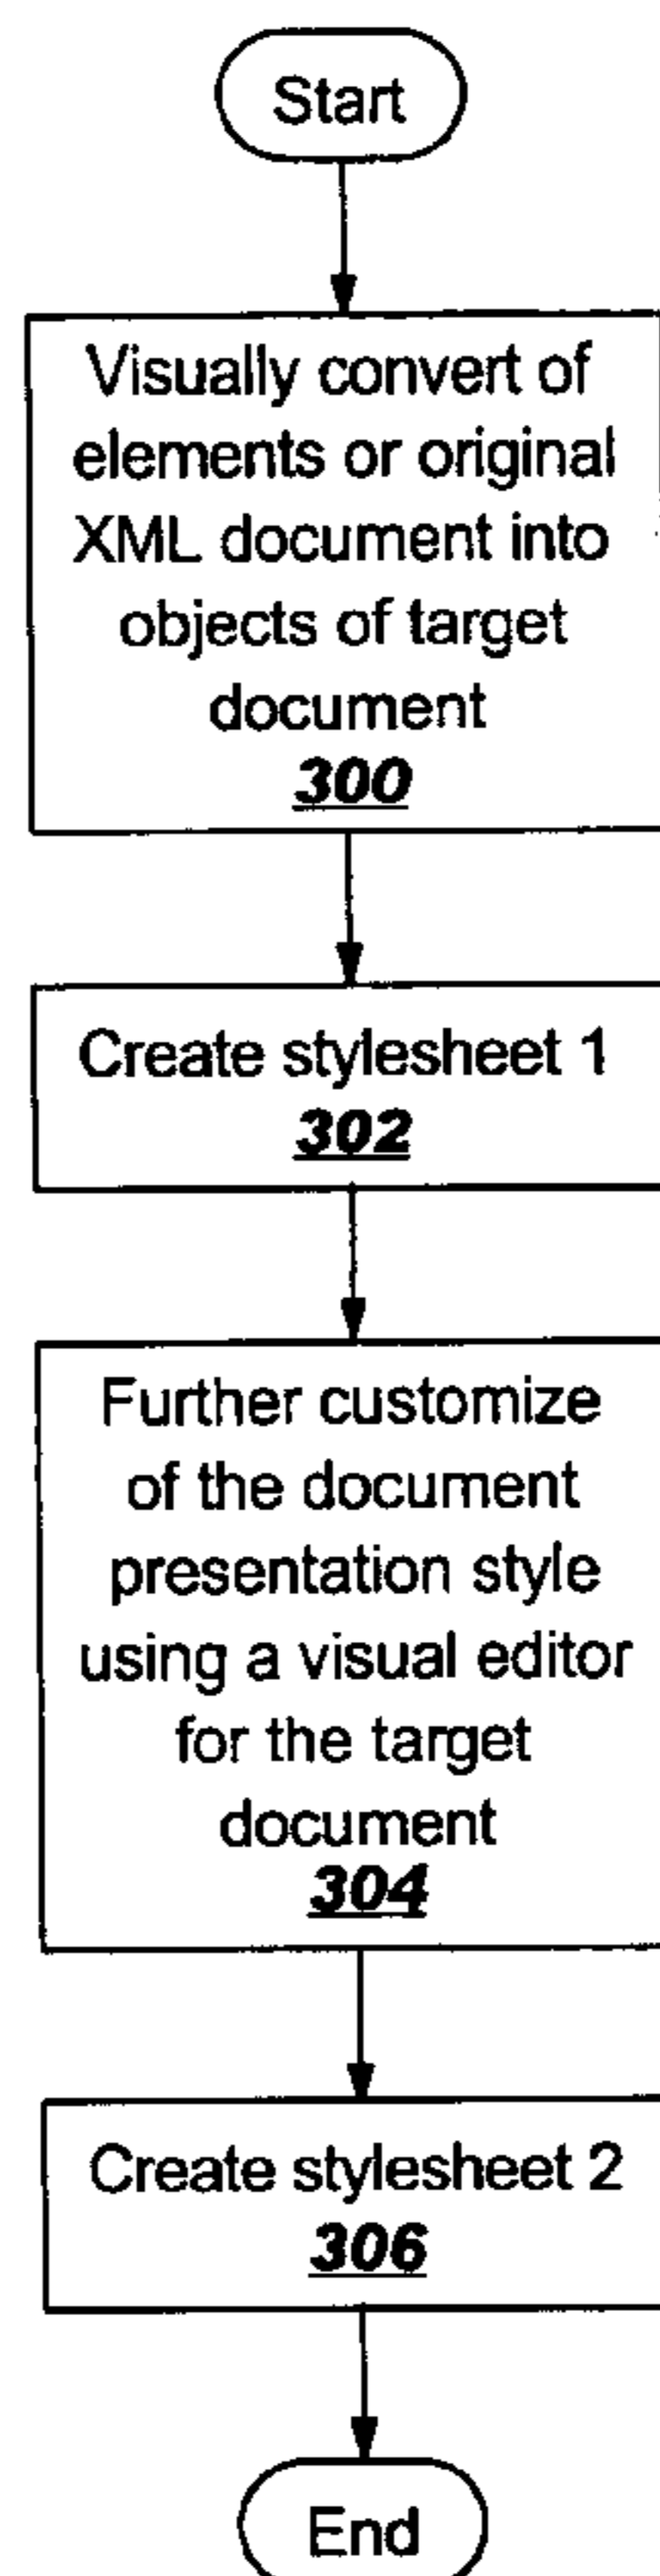 Start
Visually convert of
elements or original
XML document into
objects of target
document
300
Create stylesheet 1
302
Further customize
of the document
presentation style
using a visual editor
for the target
document
304
Create stylesheet 2
306
End